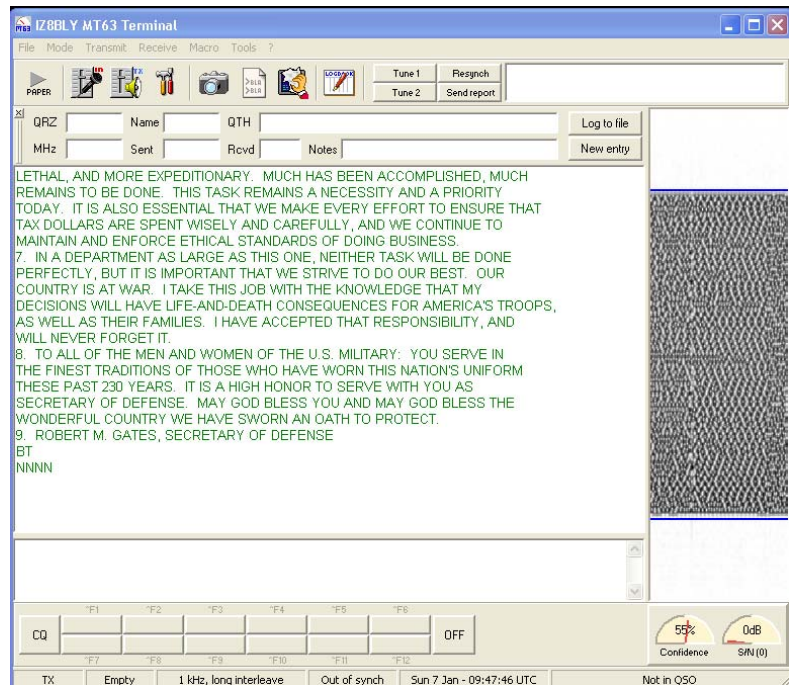 IZ8BLY MT63 Terminal
File Mode Transmit Receive Macro Tools ?
PAPER
LOGBOOK
Tune 1 Resynch
Tune 2 Send report
QRZ Name QTH Log to file
MHz Sent Rcvd Notes New entry
LETHAL, AND MORE EXPEDITIONARY. MUCH HAS BEEN ACCOMPLISHED, MUCH
REMAINS TO BE DONE. THIS TASK REMAINS A NECESSITY AND A PRIORITY
TODAY. IT IS ALSO ESSENTIAL THAT WE MAKE EVERY EFFORT TO ENSURE THAT
TAX DOLLARS ARE SPENT WISELY AND CAREFULLY, AND WE CONTINUE TO
MAINTAIN AND ENFORCE ETHICAL STANDARDS OF DOING BUSINESS.
7. IN A DEPARTMENT AS LARGE AS THIS ONE, NEITHER TASK WILL BE DONE
PERFECTLY, BUT IT IS IMPORTANT THAT WE STRIVE TO DO OUR BEST. OUR
COUNTRY IS AT WAR. I TAKE THIS JOB WITH THE KNOWLEDGE THAT MY
DECISIONS WILL HAVE LIFE-AND-DEATH CONSEQUENCES FOR AMERICA'S TROOPS,
AS WELL AS THEIR FAMILIES. I HAVE ACCEPTED THAT RESPONSIBILITY, AND
WILL NEVER FORGET IT.
8. TO ALL OF THE MEN AND WOMEN OF THE U.S. MILITARY: YOU SERVE IN
THE FINEST TRADITIONS OF THOSE WHO HAVE WORN THIS NATION'S UNIFORM
THESE PAST 230 YEARS. IT IS A HIGH HONOR TO SERVE WITH YOU AS
SECRETARY OF DEFENSE. MAY GOD BLESS YOU AND MAY GOD BLESS THE
WONDERFUL COUNTRY WE HAVE SWORN AN OATH TO PROTECT.
9. ROBERT M. GATES, SECRETARY OF DEFENSE
BT
NNNN
^F1 ^F2 ^F3 ^F4 ^F5 ^F6
CQ OFF
^F7 ^F8 ^F9 ^F10 ^F11 ^F12
55% 0dB
Confidence S/N (0)
TX Empty 1 kHz, long interleave Out of synch Sun 7 Jan - 09:47:46 UTC Not in QSO